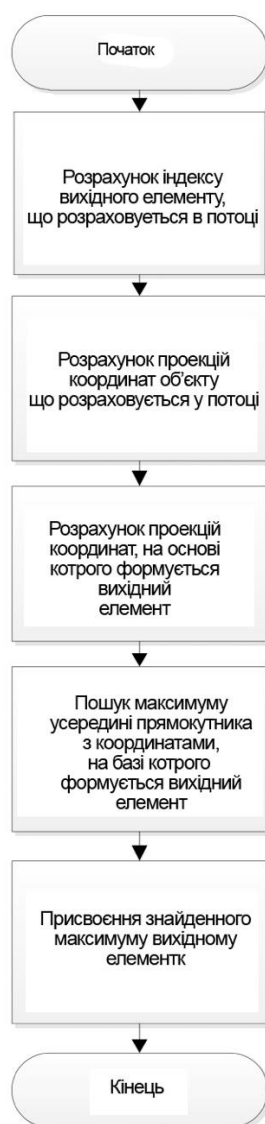 Початок
Розрахунок індексу
вихідного елементу,
що розраховуеться в потоці
Розрахунок проекцій
координат об’єкту
що розраховується у потоці
Розрахунок проекцій
координат, на основі
котрого формується
вихідний
елемент
Пошук максимуму
усередині прямокутника
з координатами,
на базі котрого
формується вихідний
елемент
Присвоєння знайденного
максимуму вихідному
елементк
Кінець